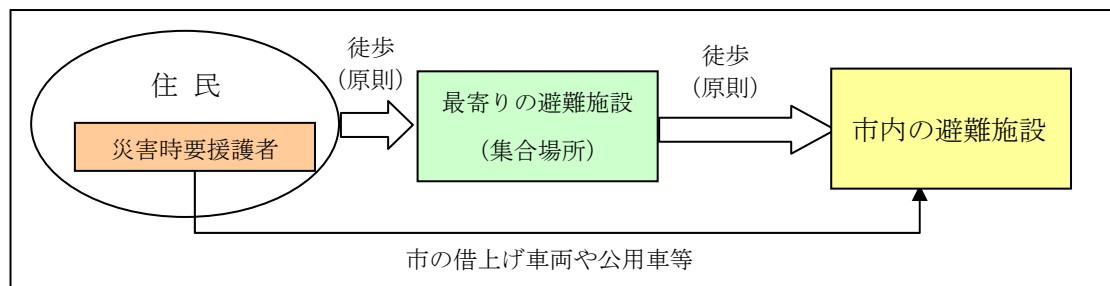 徒歩
(原則)
徒歩
(原則)
住 民
災害時要援護者
最寄りの避難施設
(集合場所)
市内の避難施設
市の借上げ車両や公用車等